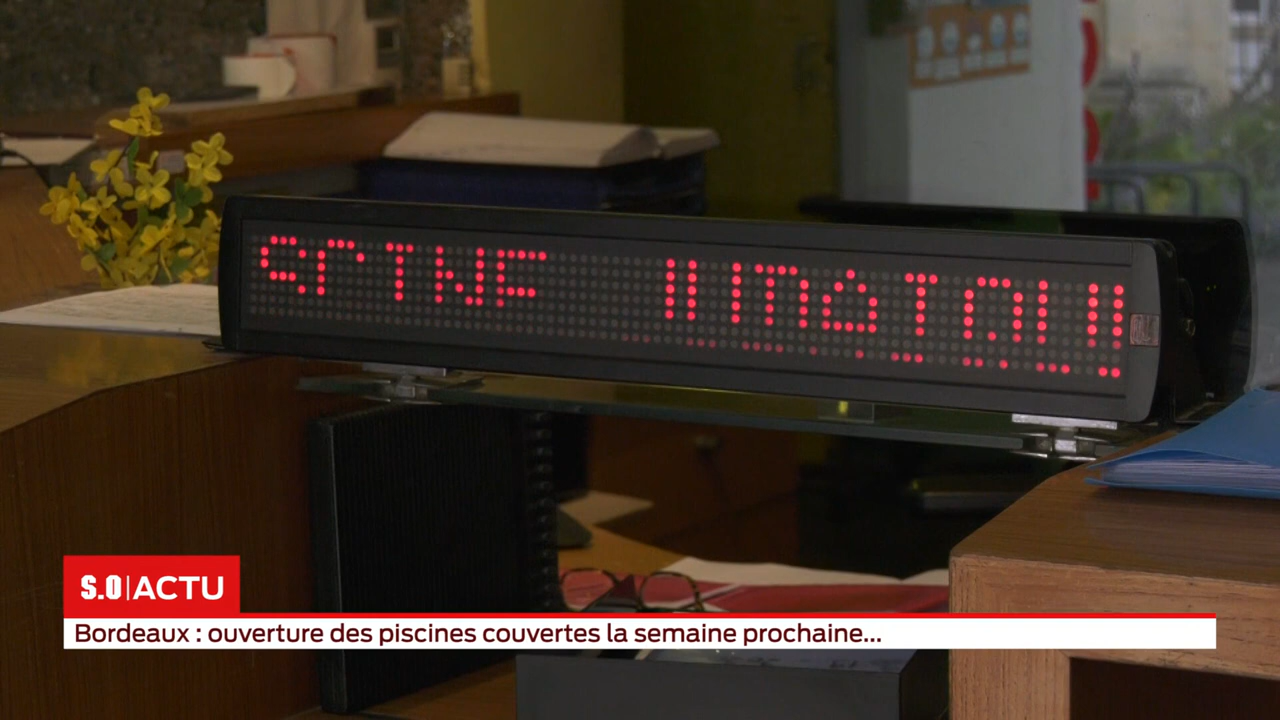 S.O|ACTU
Bordeaux : ouverture des piscines couvertes la semaine prochaine...